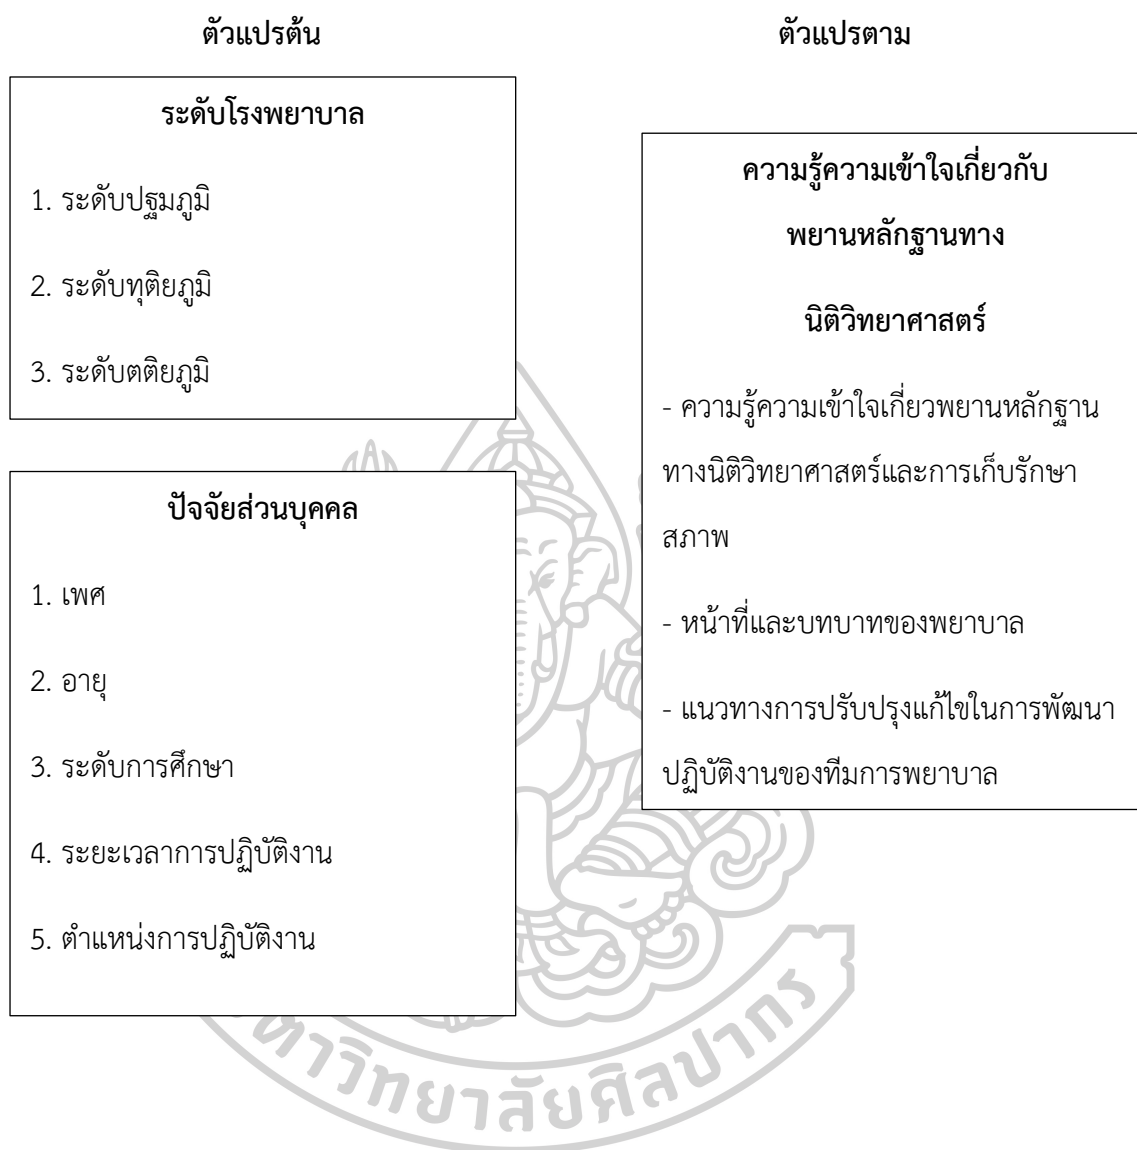 ตัวแปรต้น
ตัวแปรตาม
ระดับโรงพยาบาล
1. ระดับปฐมภูมิ
2. ระดับทุติยภูมิ
3. ระดับตติยภูมิ
ปัจจัยส่วนบุคคล
1. เพศ
2. อายุ
3. ระดับการศึกษา
4. ระยะเวลาการปฏิบัติงาน
5. ตำแหน่งการปฏิบัติงาน
ความรู้ความเข้าใจเกี่ยวกับ
พยานหลักฐานทาง
นิติวิทยาศาสตร์
- ความรู้ความเข้าใจเกี่ยวพยานหลักฐาน
ทางนิติวิทยาศาสตร์และการเก็บรักษา
สภาพ
- หน้าที่และบทบาทของพยาบาล
- แนวทางการปรับปรุงแก้ไขในการพัฒนา
ปฏิบัติงานของทีมการพยาบาล
าวิทยาลัยศิลปากร